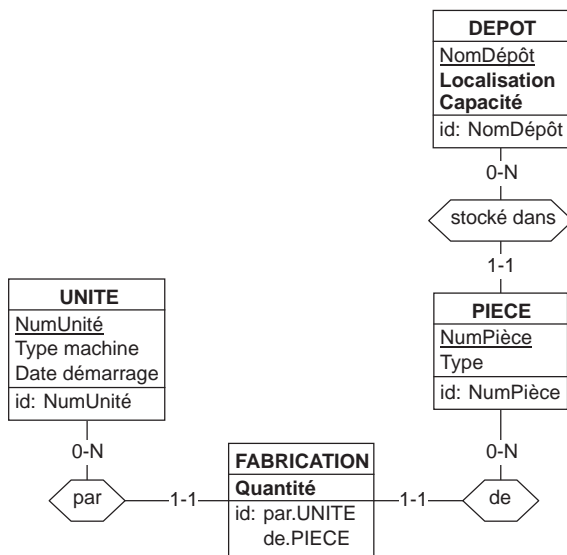 DEPOT
NomDépôt
Localisation
Capacité
id: NomDépôt
0-N
stocké dans
1-1
UNITE
NumUnité
Type machine
Date démarrage
id: NumUnité
PIECE
NumPièce
Type
id: NumPièce
0-N
0-N
par
1-1
FABRICATION
Quantité
id: par.UNITE
de.PIECE
1-1
de